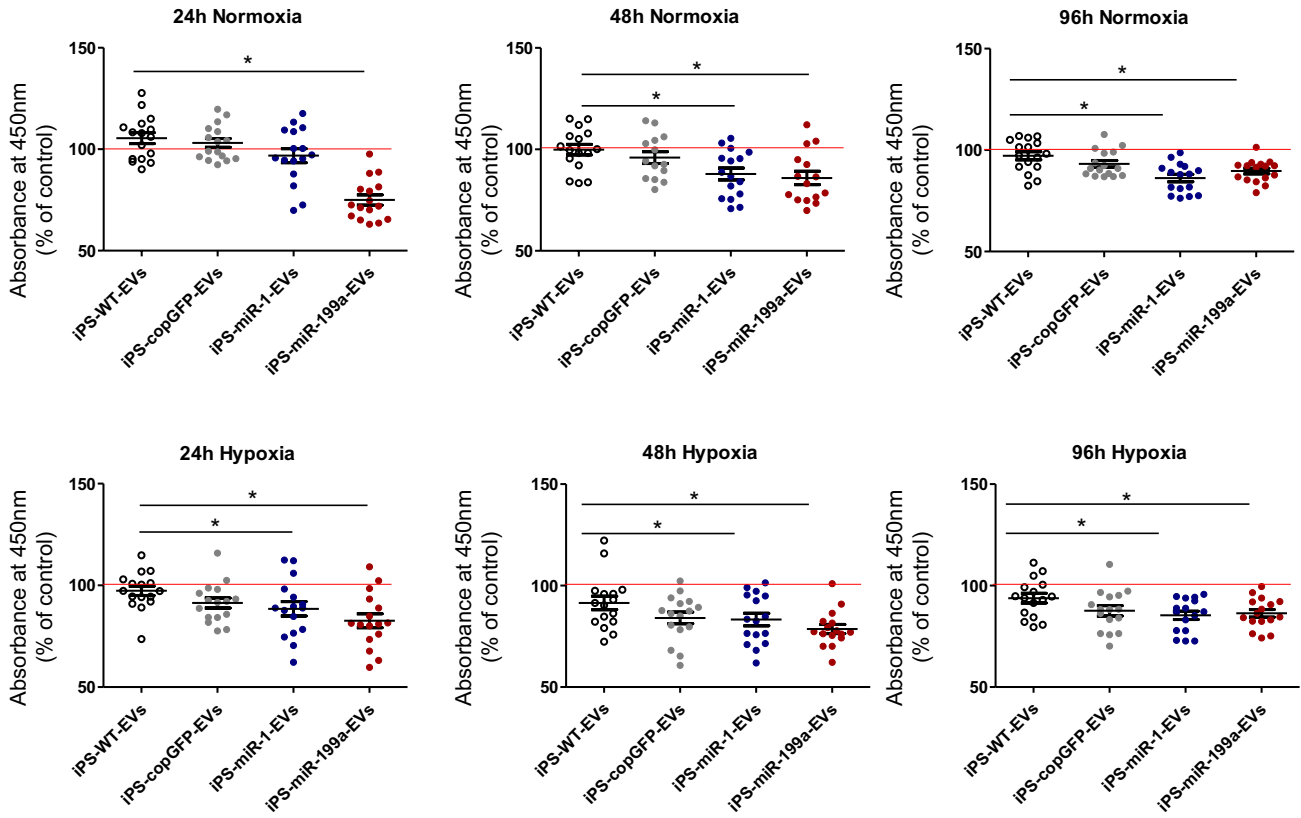 24h Normoxia
Absorbance at 450nm
(% of control)
150
100
50
*
iPS-WT-EVs
iPS-copGFP-EVs
iPS-miR-1-EVs
iPS-miR-199a-EVs
48h Normoxia
Absorbance at 450nm
(% of control)
150
100
50
*
*
iPS-WT-EVs
iPS-copGFP-EVs
iPS-miR-1-EVs
iPS-miR-199a-EVs
96h Normoxia
Absorbance at 450nm
(% of control)
150
100
50
*
*
iPS-WT-EVs
iPS-copGFP-EVs
iPS-miR-1-EVs
iPS-miR-199a-EVs
24h Hypoxia
Absorbance at 450nm
(% of control)
150
100
50
*
*
iPS-WT-EVs
iPS-copGFP-EVs
iPS-miR-1-EVs
iPS-miR-199a-EVs
48h Hypoxia
Absorbance at 450nm
(% of control)
150
100
50
*
*
iPS-WT-EVs
iPS-copGFP-EVs
iPS-miR-1-EVs
iPS-miR-199a-EVs
96h Hypoxia
Absorbance at 450nm
(% of control)
150
100
50
*
*
iPS-WT-EVs
iPS-copGFP-EVs
iPS-miR-1-EVs
iPS-miR-199a-EVs